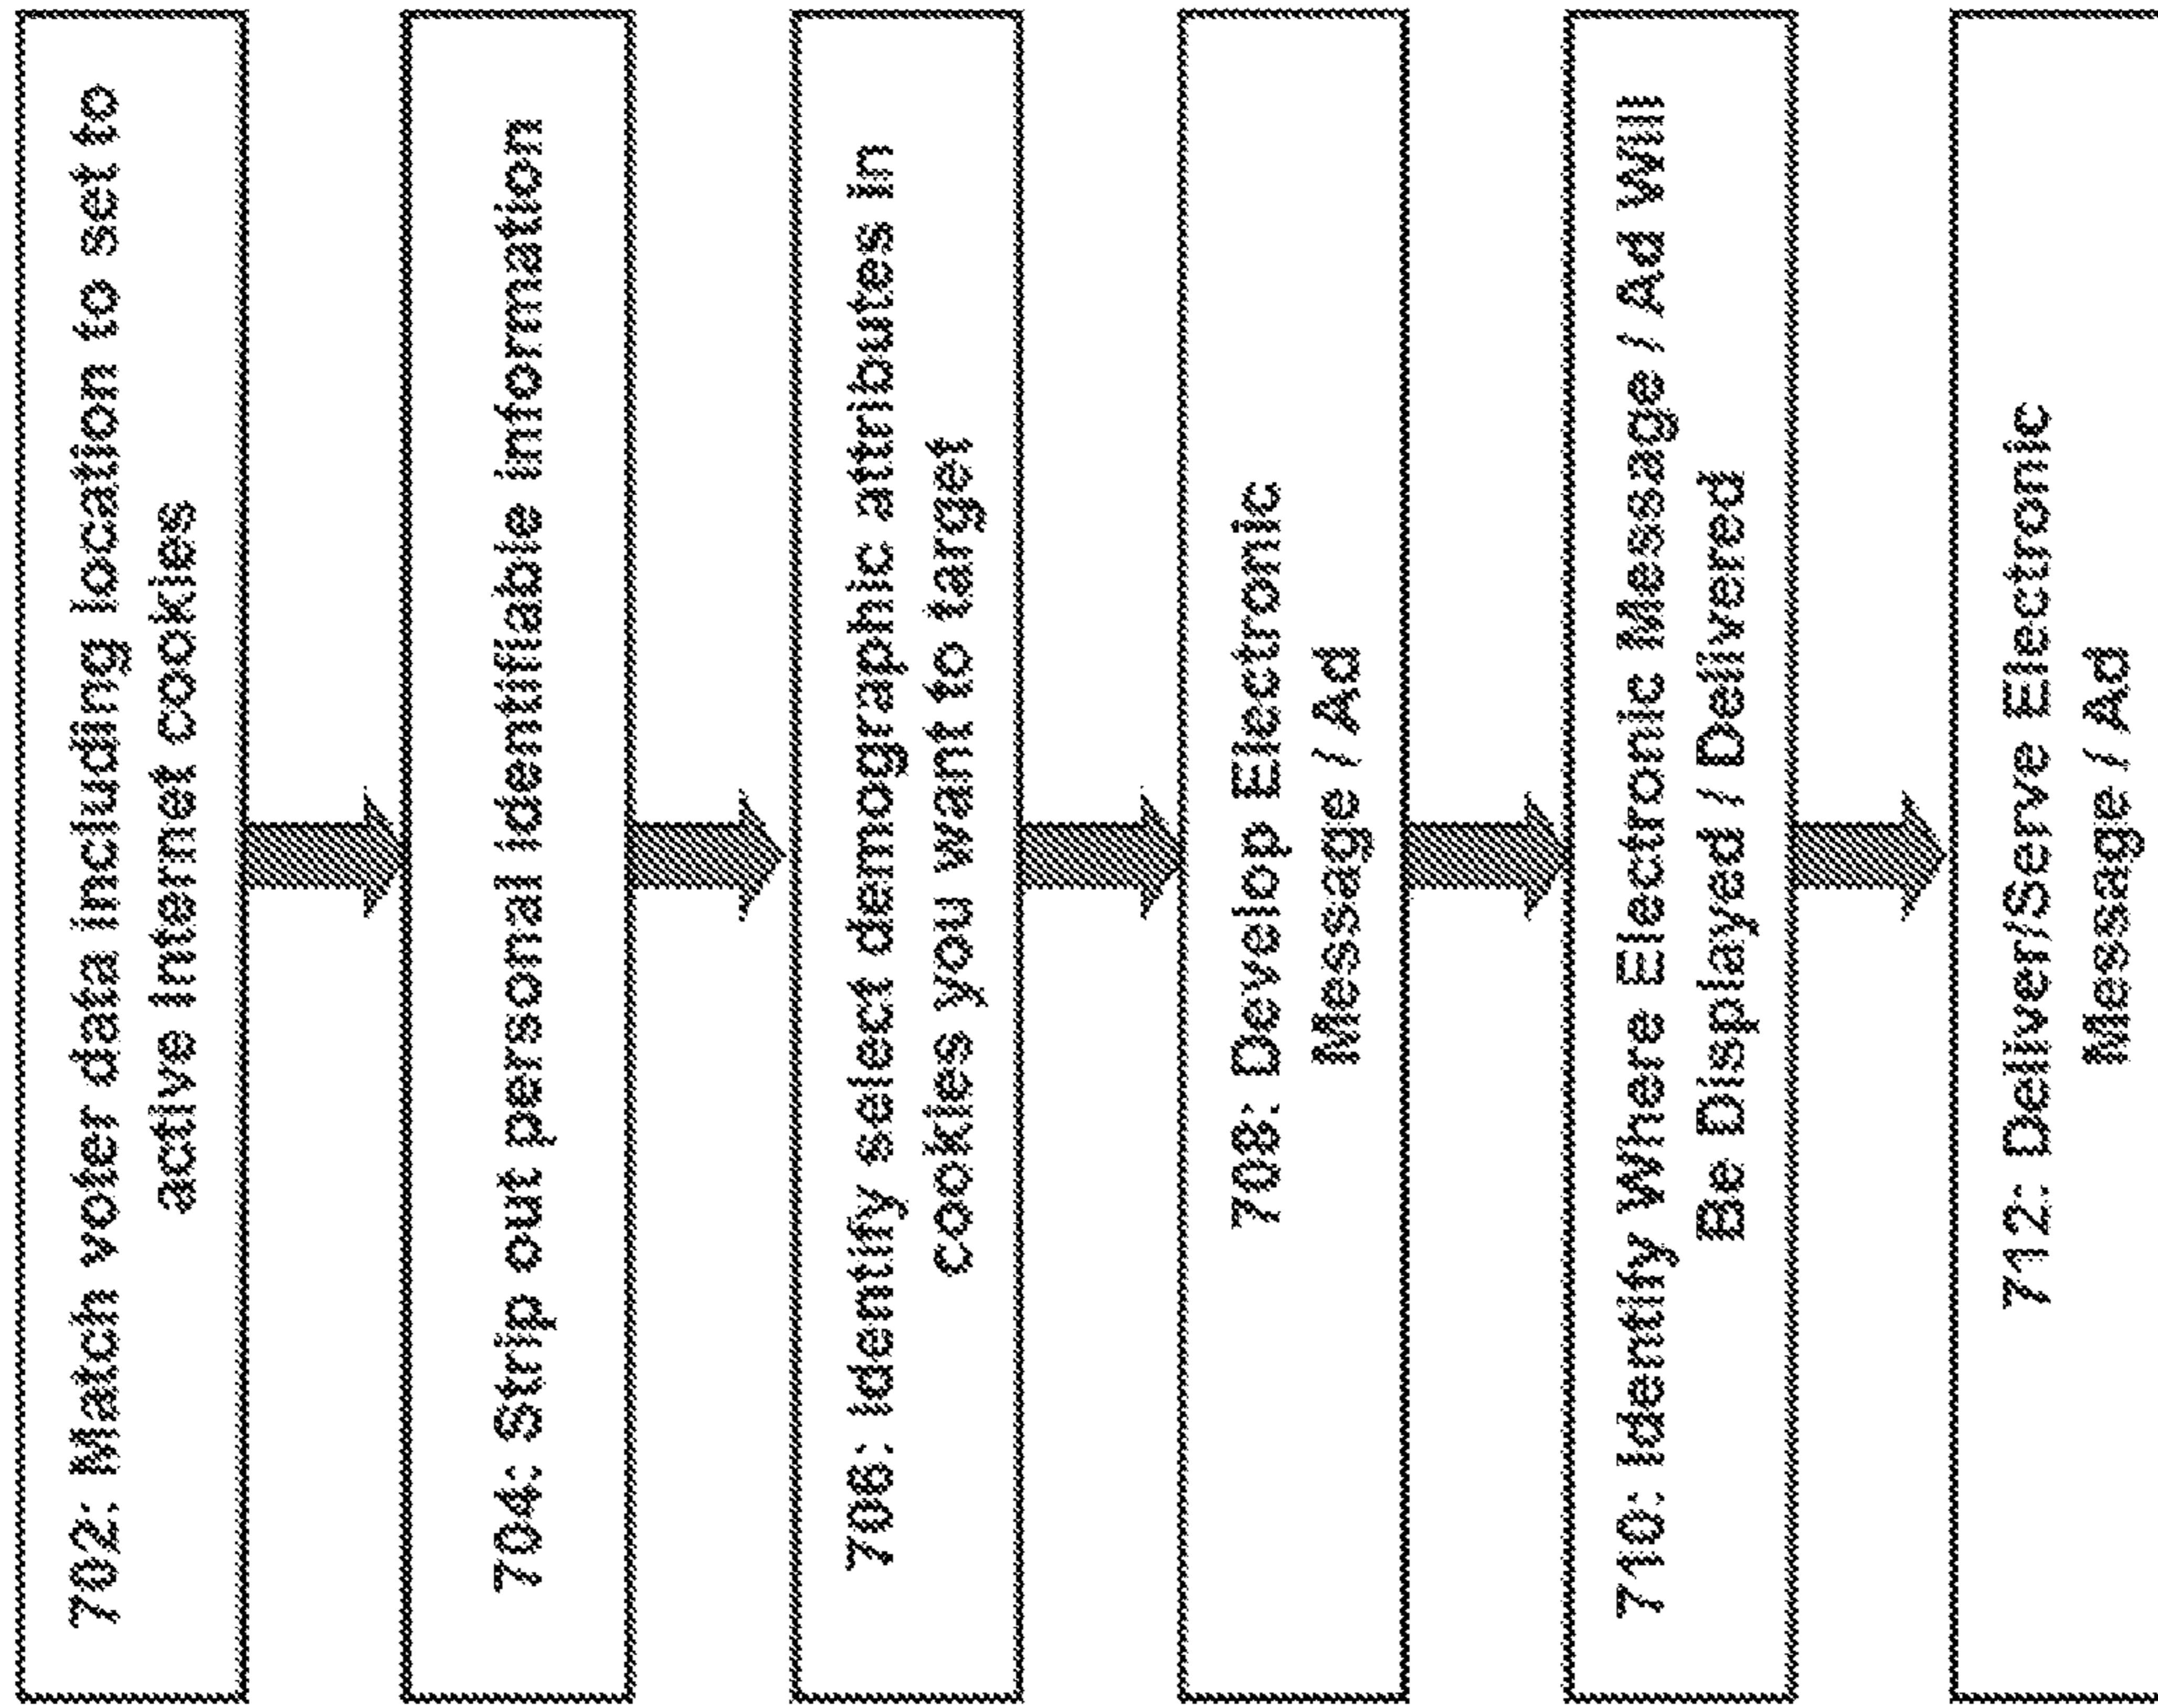 702: Match voter data including location to set to
active Internet cookies
704: Strip out personal identifiable information
706: Identify select demographic attributes in
cookies you want to target
708: Develop Electronic
Message / Ad
710: Identify Where Electronic Message / Ad Will
Be Displayed / Delivered
712: Deliver/Serve Electronic
Message / Ad